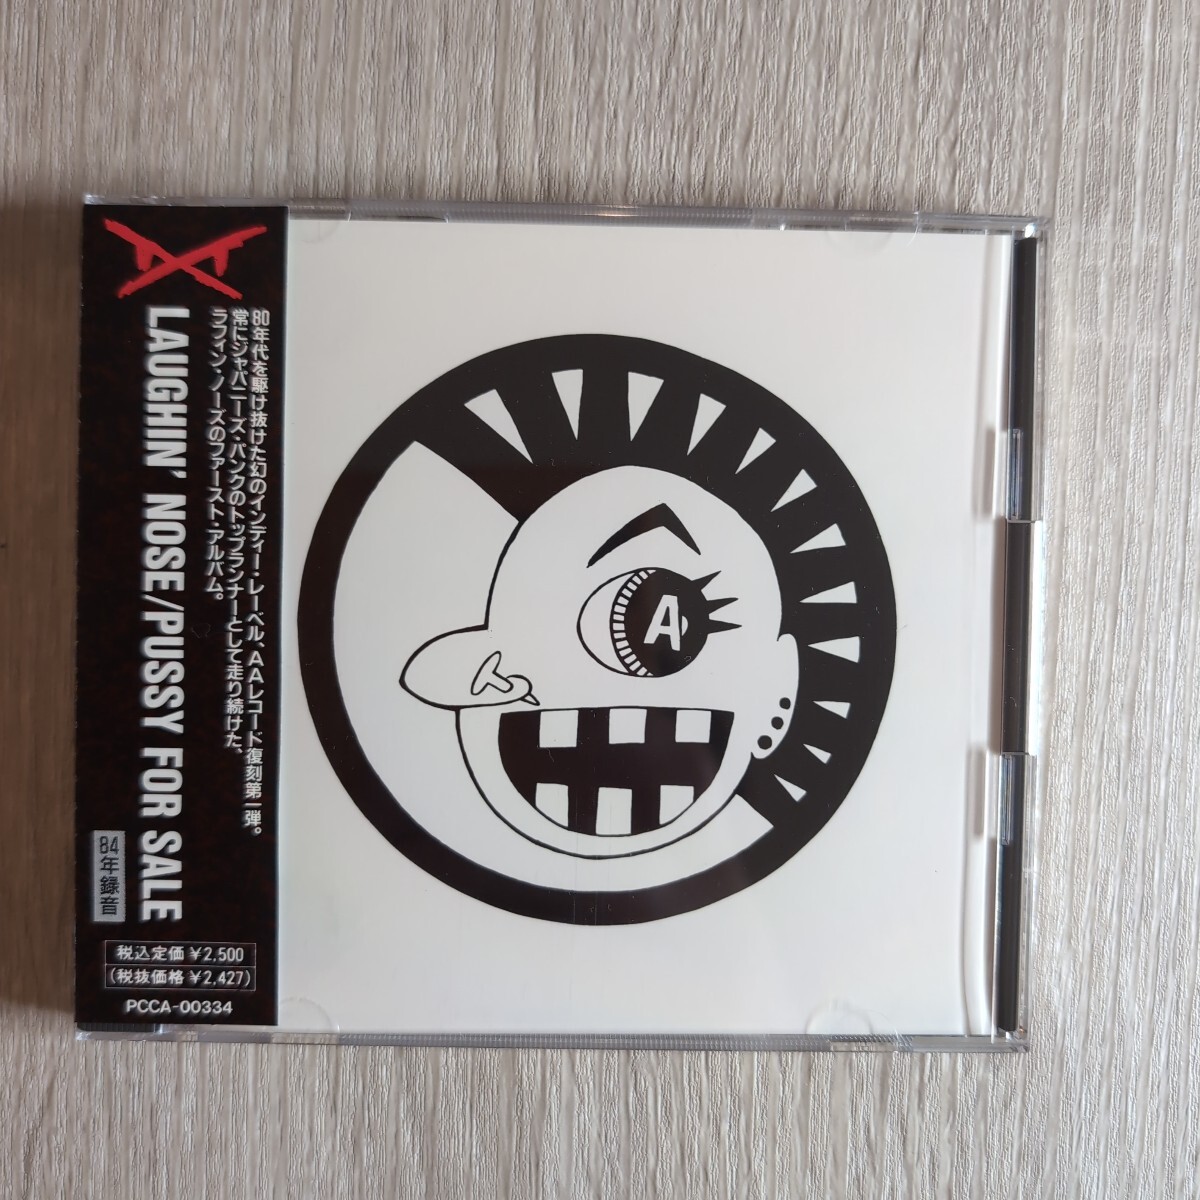 80年代を駆け抜けた幻のインディー・レーベル、AAレコード復刻第一弾。
常にジャパニーズ・パンクのトップランナーとして走り続けた、
ラフィン・ノーズのファースト・アルバム。
LAUGHIN' NOSE/PUSSY FOR SALE
84年録音
税込定価¥2,500
(税抜価格¥2,427)
PCCA-00334
A